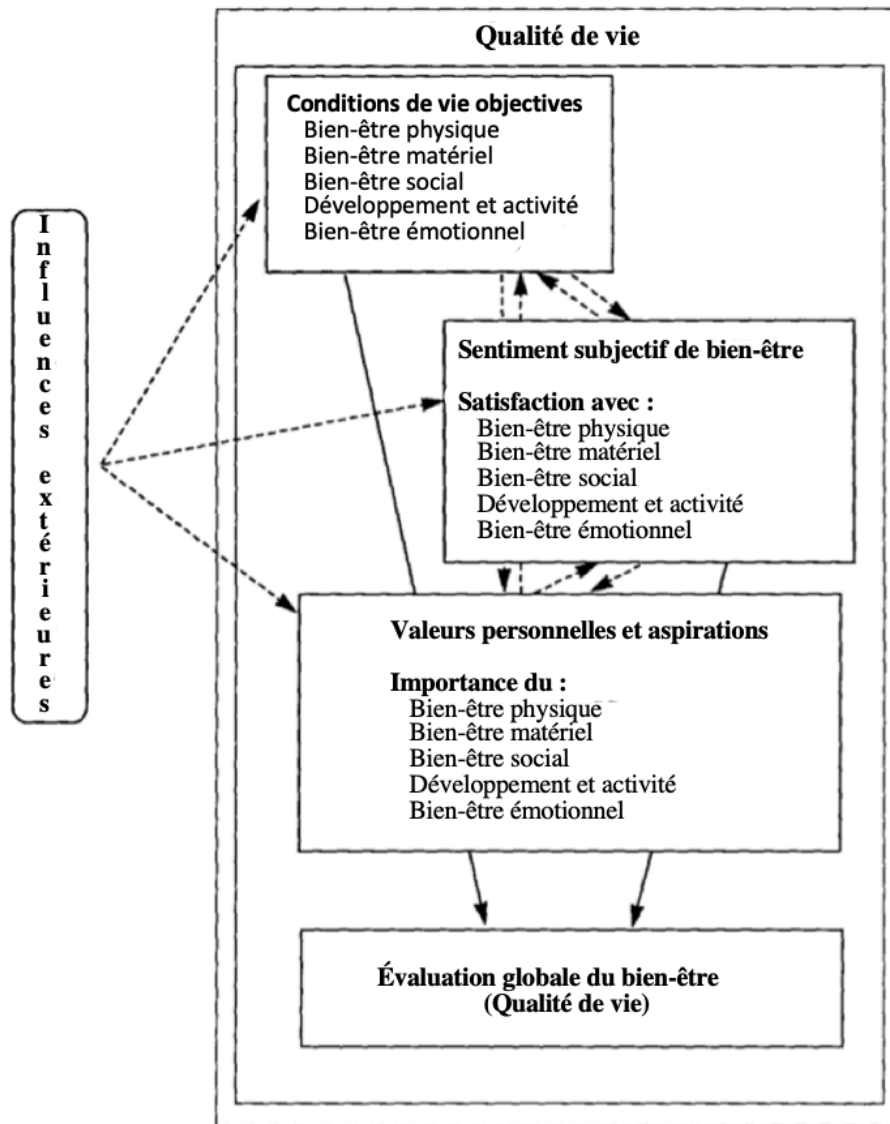 Qualité de vie
Conditions de vie objectives
Bien-être physique
Bien-être matériel
Bien-être social
Développement et activité
Bien-être émotionnel
Influences extérieures
Sentiment subjectif de bien-être
Satisfaction avec :
Bien-être physique
Bien-être matériel
Bien-être social
Développement et activité
Bien-être émotionnel
Valeurs personnelles et aspirations
Importance du :
Bien-être physique
Bien-être matériel
Bien-être social
Développement et activité
Bien-être émotionnel
Évaluation globale du bien-être
(Qualité de vie)